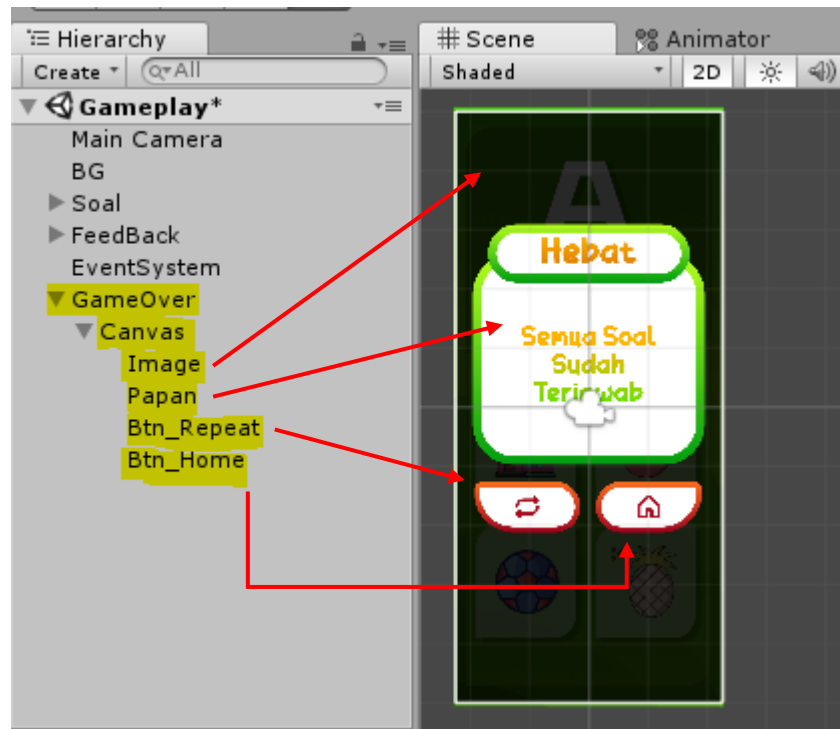 Hierarchy
Create
All
Gameplay*
Main Camera
BG
Soal
FeedBack
EventSystem
GameOver
Canvas
Image
Papan
Btn_Repeat
Btn_Home
# Scene
Animator
Shaded
2D
A
Hebat
Semua Soal
Sudah
Terjawab